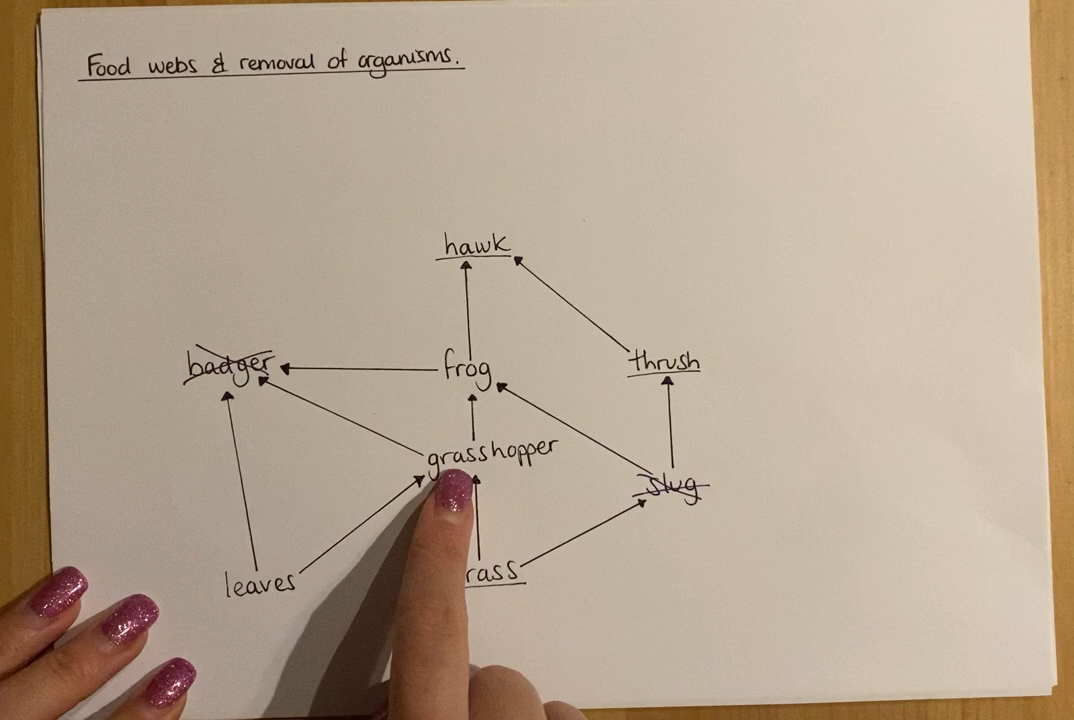 Food webs & removal of organisms.
hawk
badger
frog
thrush
grasshopper
slug
leaves
rass